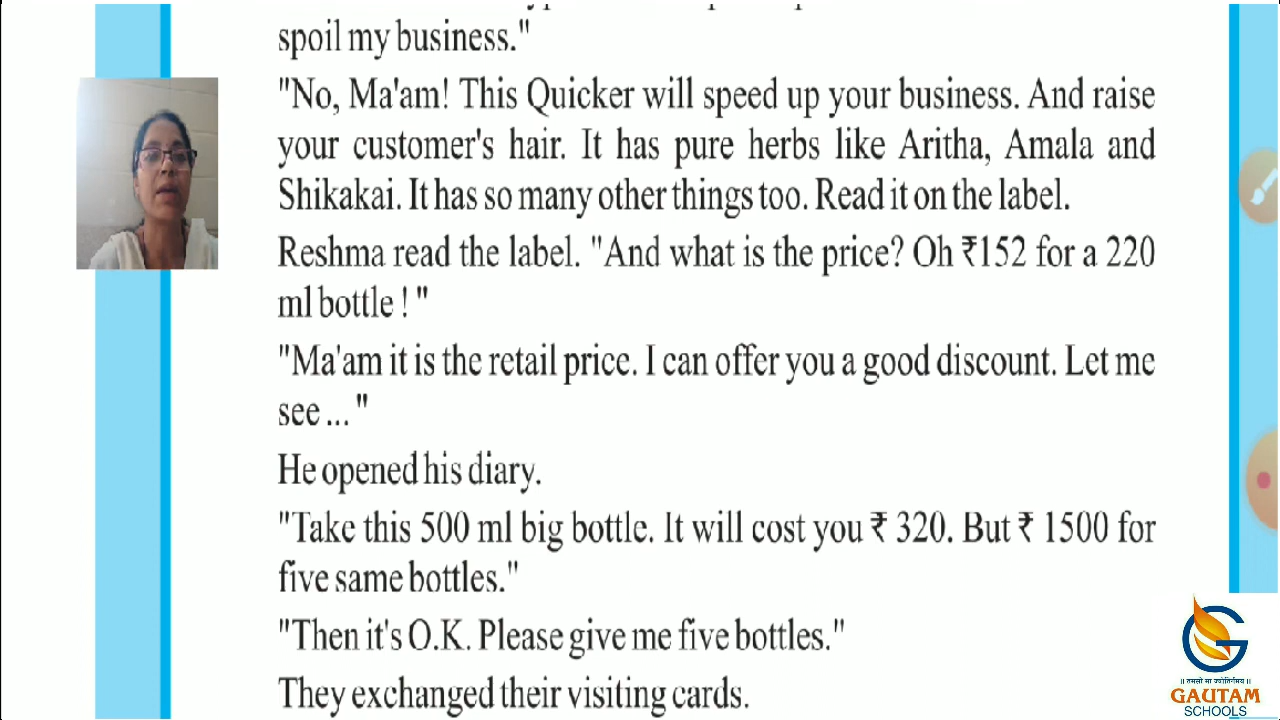 spoil my business."
"No, Ma'am! This Quicker will speed up your business. And raise
your customer's hair. It has pure herbs like Aritha, Amala and
Shikakai. It has so many other things too. Read it on the label.
Reshma read the label. "And what is the price? Oh ₹152 for a 220
ml bottle ! "
"Ma'am it is the retail price. I can offer you a good discount. Let me
see ... "
He opened his diary.
"Take this 500 ml big bottle. It will cost you ₹ 320. But ₹ 1500 for
five same bottles."
"Then it's O.K. Please give me five bottles."
They exchanged their visiting cards.
॥ तमसो मा ज्योतिर्गमय ॥
GAUTAM
SCHOOLS